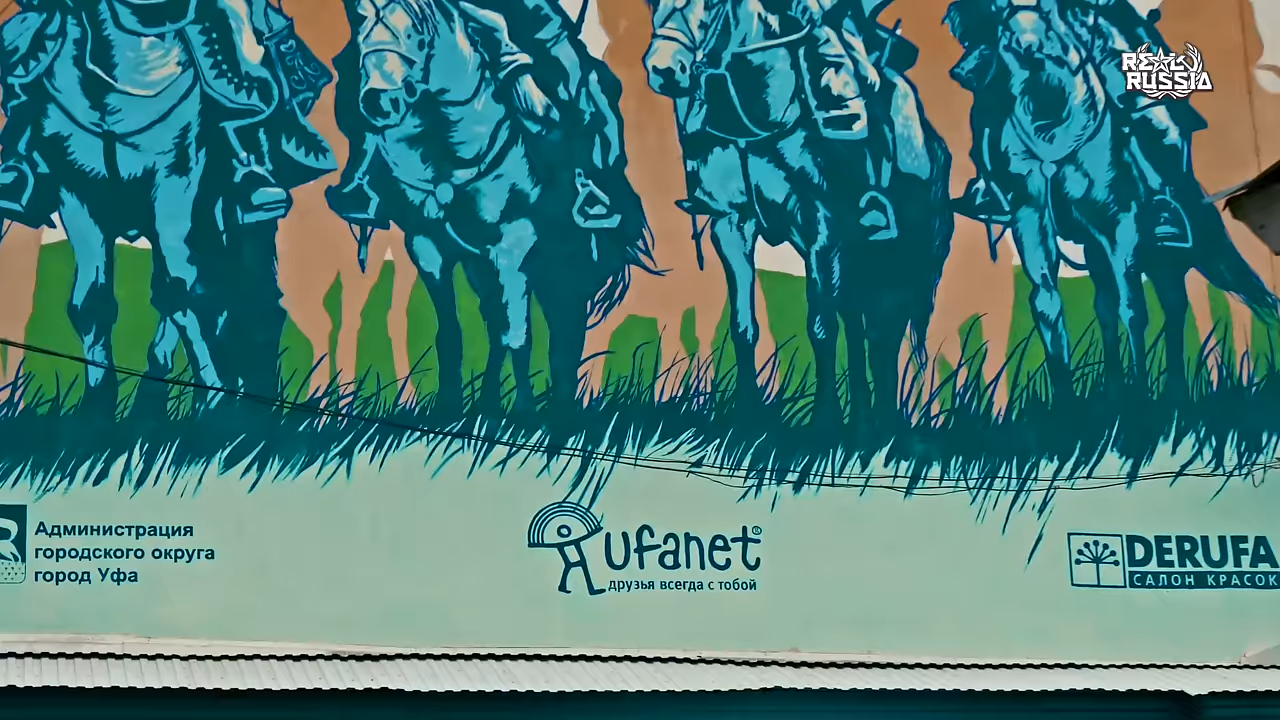 REAL
RUSSIA
Администрация
городского округа
город Уфа
ufanet®
друзья всегда с тобой
DERUFA
САЛОН КРАСОК